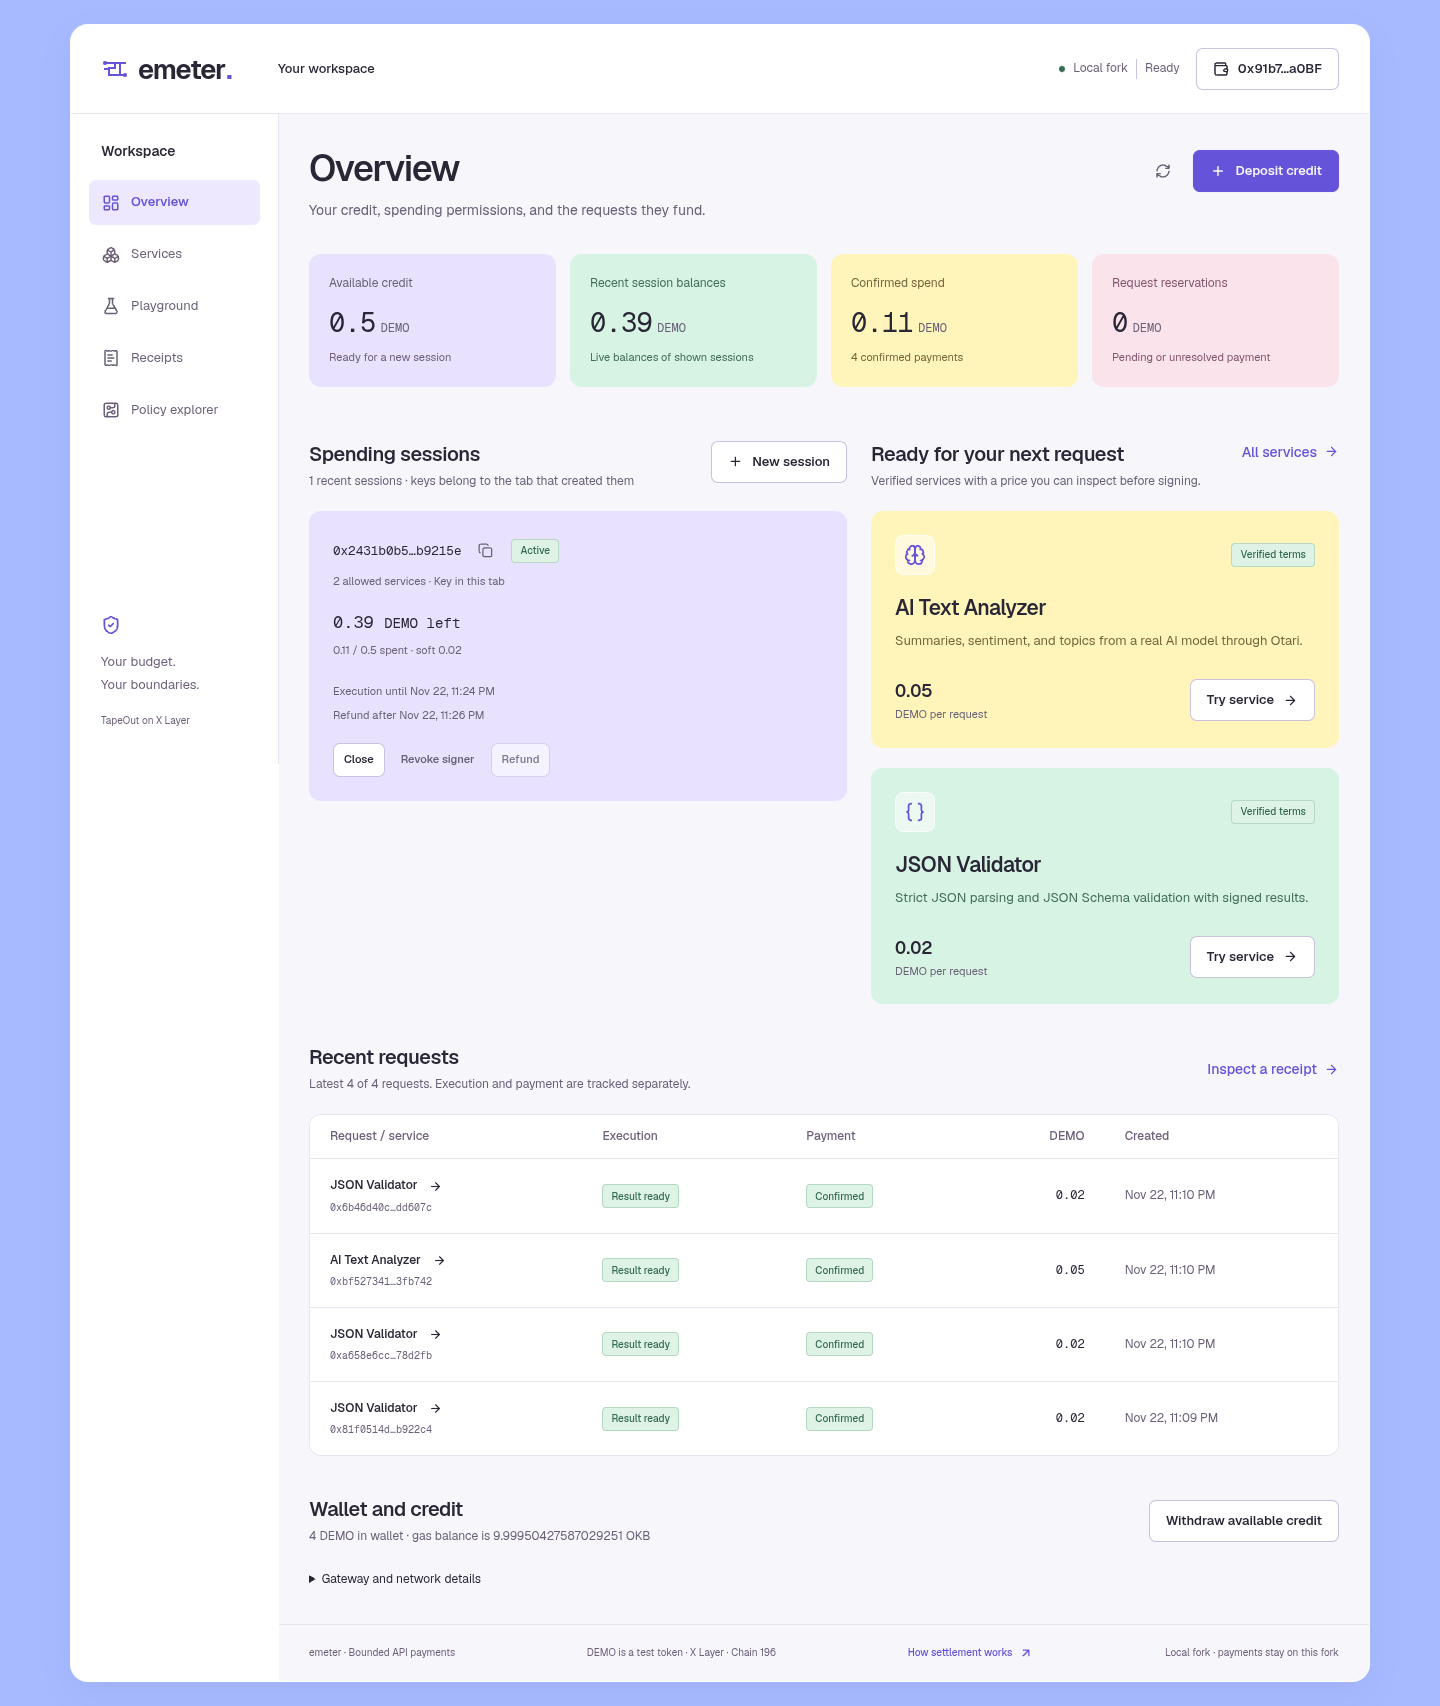 emeter.
Your workspace
Local fork
Ready
0x91b7…a0BF
Workspace
Overview
Services
Playground
Receipts
Policy explorer
Your budget.
Your boundaries.
TapeOut on X Layer
Overview
Your credit, spending permissions, and the requests they fund.
Deposit credit
Available credit
0.5 DEMO
Ready for a new session
Recent session balances
0.39 DEMO
Live balances of shown sessions
Confirmed spend
0.11 DEMO
4 confirmed payments
Request reservations
0 DEMO
Pending or unresolved payment
Spending sessions
1 recent sessions · keys belong to the tab that created them
New session
0x2431b0b5…b9215e
Active
2 allowed services · Key in this tab
0.39 DEMO left
0.11 / 0.5 spent · soft 0.02
Execution until Nov 22, 11:24 PM
Refund after Nov 22, 11:26 PM
Close
Revoke signer
Refund
Ready for your next request
Verified services with a price you can inspect before signing.
All services
Verified terms
AI Text Analyzer
Summaries, sentiment, and topics from a real AI model through Otari.
0.05
DEMO per request
Try service
Verified terms
JSON Validator
Strict JSON parsing and JSON Schema validation with signed results.
0.02
DEMO per request
Try service
Recent requests
Latest 4 of 4 requests. Execution and payment are tracked separately.
Inspect a receipt
Request / service Execution Payment DEMO Created
JSON Validator
0x6b46d40c…dd607c
Result ready
Confirmed
0.02
Nov 22, 11:10 PM
AI Text Analyzer
0xbf527341…3fb742
Result ready
Confirmed
0.05
Nov 22, 11:10 PM
JSON Validator
0xa658e6cc…78d2fb
Result ready
Confirmed
0.02
Nov 22, 11:10 PM
JSON Validator
0x81f0514d…b922c4
Result ready
Confirmed
0.02
Nov 22, 11:09 PM
Wallet and credit
4 DEMO in wallet · gas balance is 9.99950427587029251 OKB
Withdraw available credit
Gateway and network details
emeter · Bounded API payments
DEMO is a test token · X Layer · Chain 196
How settlement works
Local fork · payments stay on this fork